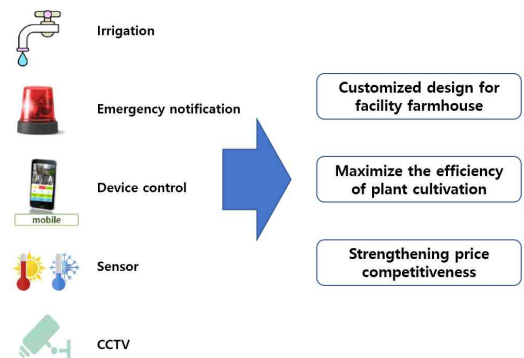 Irrigation
Emergency notification
Device control
mobile
Sensor
CCTV
Customized design for
facility farmhouse
Maximize the efficiency
of plant cultivation
Strengthening price
competitiveness